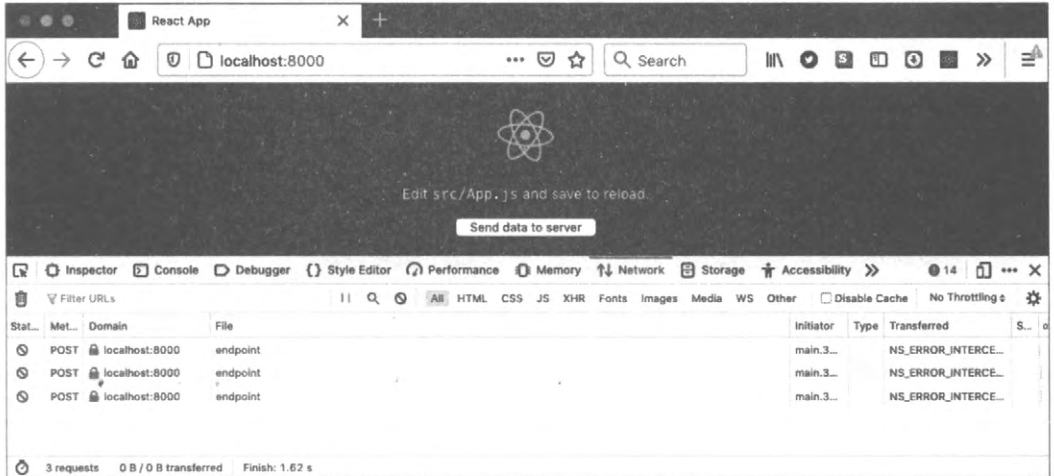 React App
localhost:8000 Search
Edit src/App.js and save to reload.
Send data to server
Inspector Console Debugger {} Style Editor Performance Memory Network Storage Accessibility 14
Filter URLs All HTML CSS JS XHR Fonts Images Media WS Other Disable Cache No Throttling
Stat... Met... Domain File Initiator Type Transferred S...
POST localhost:8000 endpoint main.3... NS_ERROR_INTERCE...
POST localhost:8000 endpoint main.3... NS_ERROR_INTERCE...
POST localhost:8000 endpoint main.3... NS_ERROR_INTERCE...
3 requests 0 B / 0 B transferred Finish: 1.62 s